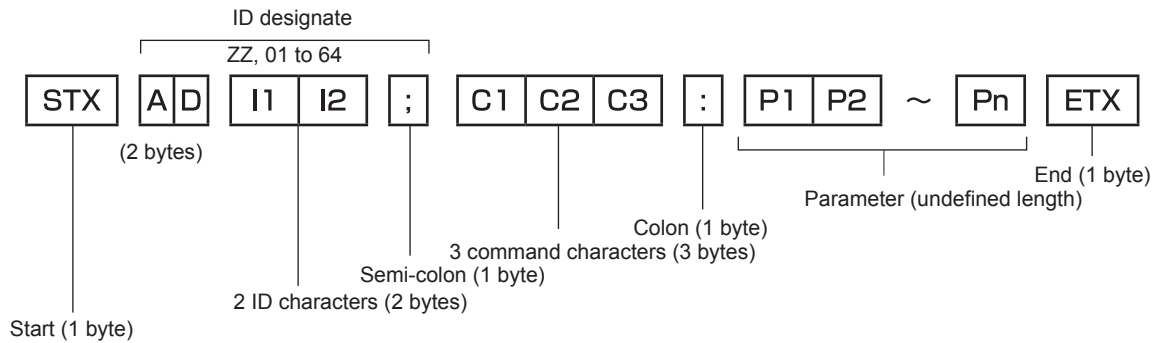 ID designate
ZZ, 01 to 64
STX A D I1 I2 ; C1 C2 C3 : P1 P2 ~ Pn ETX
(2 bytes)
End (1 byte)
Parameter (undefined length)
Colon (1 byte)
3 command characters (3 bytes)
Semi-colon (1 byte)
2 ID characters (2 bytes)
Start (1 byte)